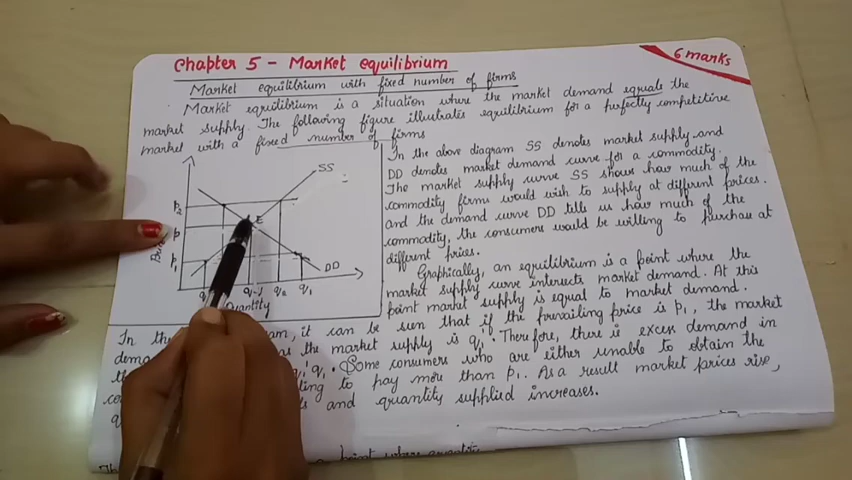 Chapter 5 - Market equilibrium
6 marks
Market equilibrium with fixed number of firms
Market equilibrium is a situation where the market demand equals the
market supply. The following figure illustrates equilibrium for a perfectly competitive
market with a fixed number of firms
SS
E
DD
p2
p
p1
q2
q1
Quantity
In the above diagram SS denotes market supply and
DD denotes market demand curve for a commodity.
The market supply curve SS shows how much of the
commodity firms would wish to supply at different prices.
and the demand curve DD tells us how much of the
commodity, the consumers would be willing to purchase at
different prices.
Graphically, an equilibrium is a point where the
market supply curve intersects market demand. At this
point market supply is equal to market demand.
In the it can be seen that if the prevailing price is p1, the market
the market supply is q1'. Therefore, there is excess demand in
q1' q1. Some consumers who are either unable to obtain the
to pay more than p1. As a result market prices rise,
and quantity supplied increases.
a point where quantity